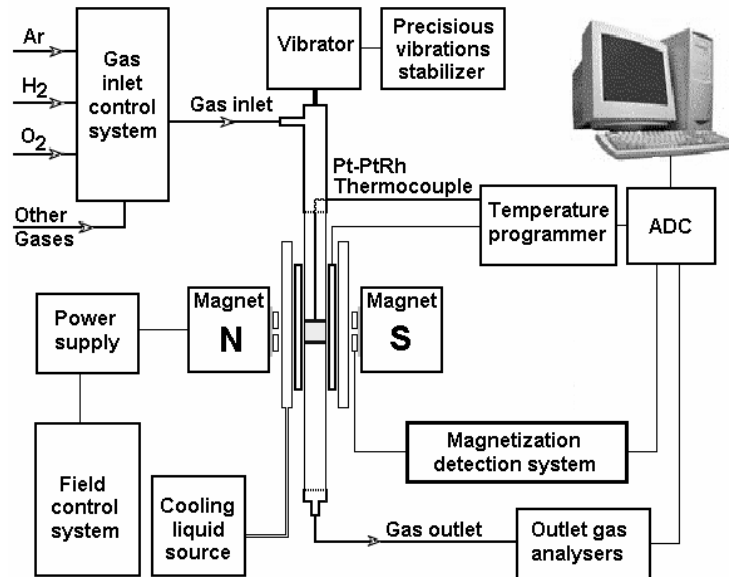 Ar
H2
O2
Other
Gases
Gas
inlet
control
system
Gas inlet
Vibrator
Precisious
vibrations
stabilizer
Pt-PtRh
Thermocouple
Temperature
programmer
ADC
Power
supply
Magnet
N
Magnet
S
Field
control
system
Cooling
liquid
source
Magnetization
detection system
Gas outlet
Outlet gas
analysers